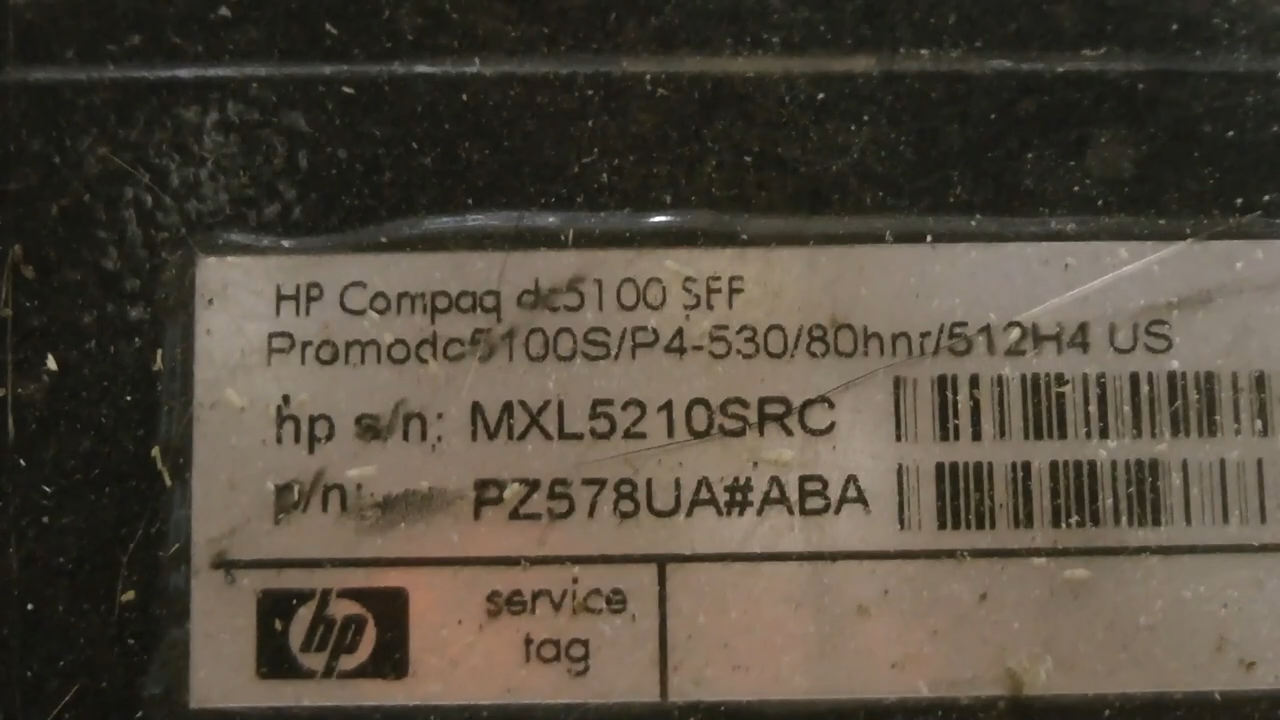 HP Compaq dc5100 SFF
Promodc5100S/P4-530/80hnr/512H4 US
hp s/n: MXL5210SRC
p/n: PZ578UA#ABA
hp
service
tag